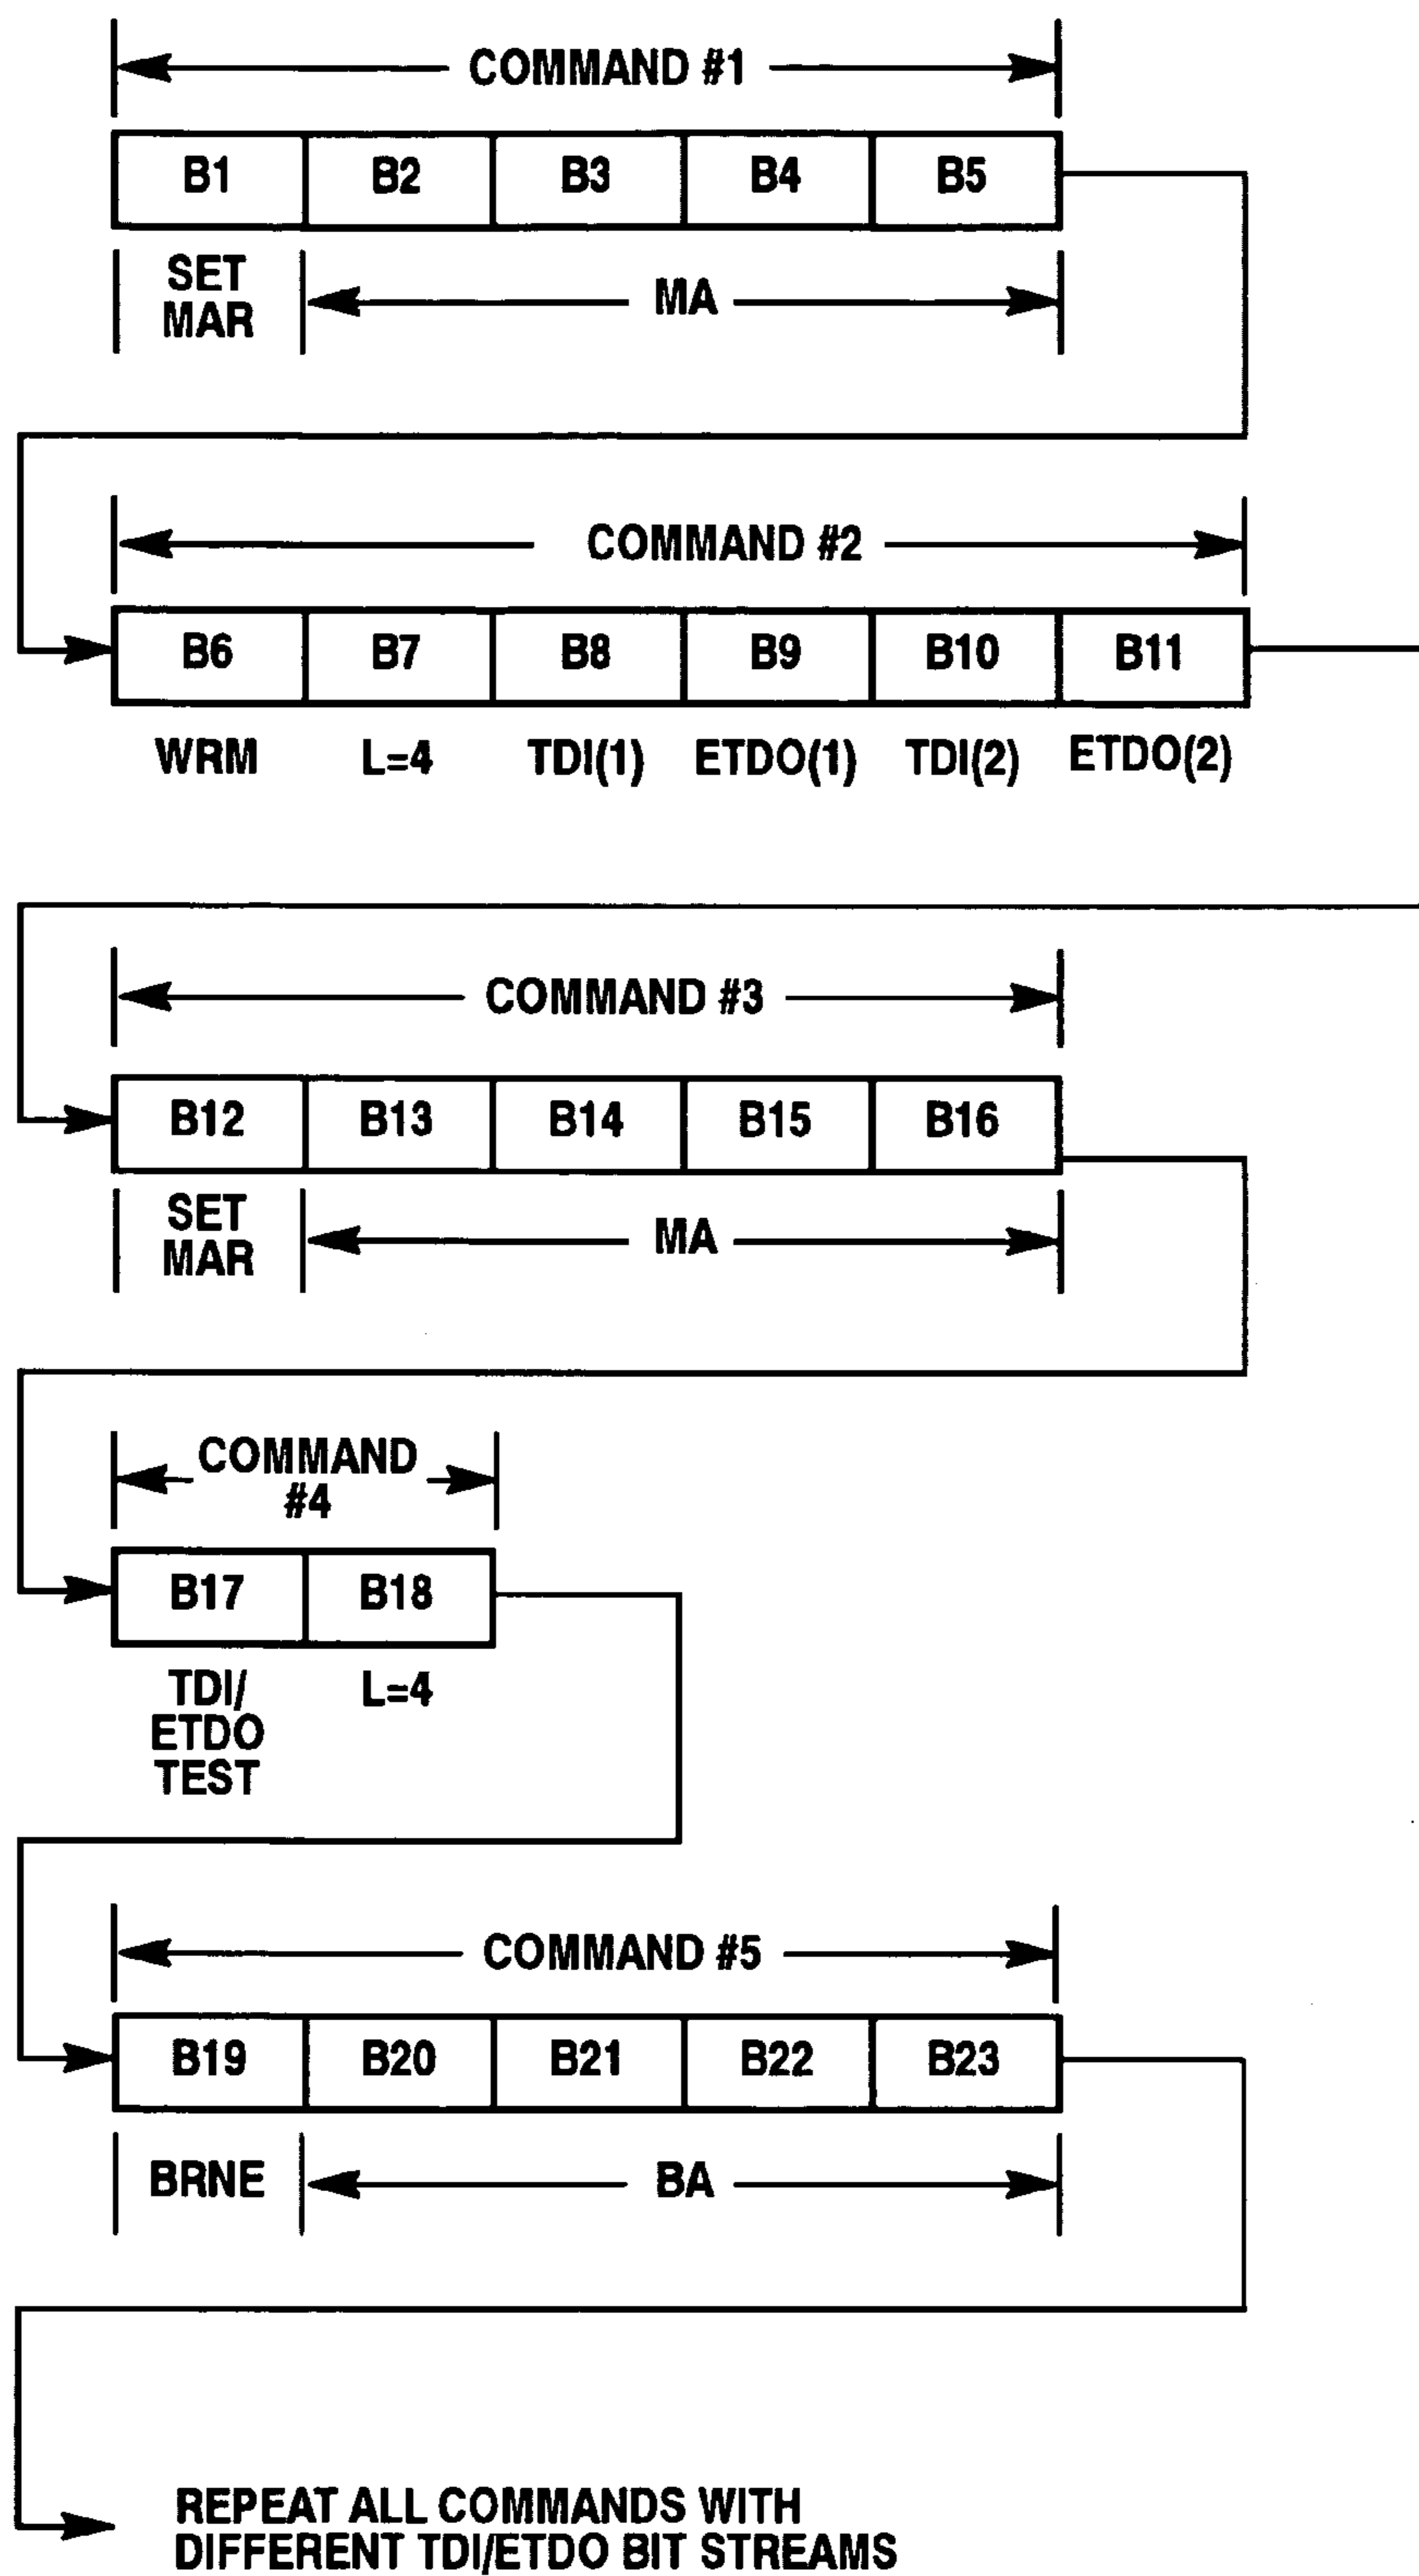 COMMAND #1
B1 B2 B3 B4 B5
SET
MAR
MA
COMMAND #2
B6 B7 B8 B9 B10 B11
WRM L=4 TDI(1) ETDO(1) TDI(2) ETDO(2)
COMMAND #3
B12 B13 B14 B15 B16
SET
MAR
MA
COMMAND
#4
B17 B18
TDI/
ETDO
TEST
L=4
COMMAND #5
B19 B20 B21 B22 B23
BRNE BA
REPEAT ALL COMMANDS WITH
DIFFERENT TDI/ETDO BIT STREAMS